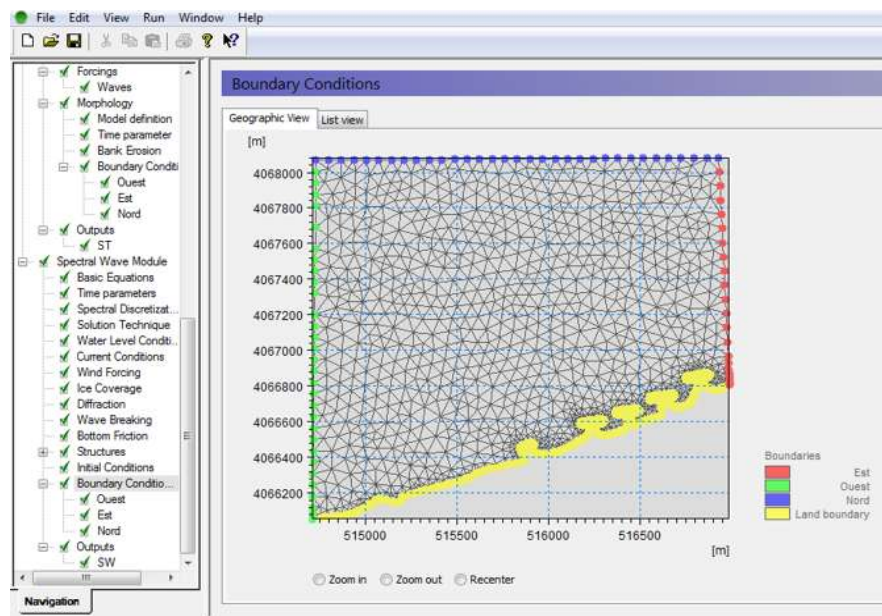 File Edit View Run Window Help
Forcings
Waves
Morphology
Model definition
Time parameter
Bank Erosion
Boundary Conditi
Ouest
Est
Nord
Outputs
ST
Spectral Wave Module
Basic Equations
Time parameters
Spectral Discretizat...
Solution Technique
Water Level Conditi...
Current Conditions
Wind Forcing
Ice Coverage
Diffraction
Wave Breaking
Bottom Friction
Structures
Initial Conditions
Boundary Conditio...
Ouest
Est
Nord
Outputs
SW
Navigation
Boundary Conditions
Geographic View List view
[m]
4068000
4067800
4067600
4067400
4067200
4067000
4066800
4066600
4066400
4066200
515000 515500 516000 516500
[m]
Boundaries
Est
Ouest
Nord
Land boundary
Zoom in Zoom out Recenter